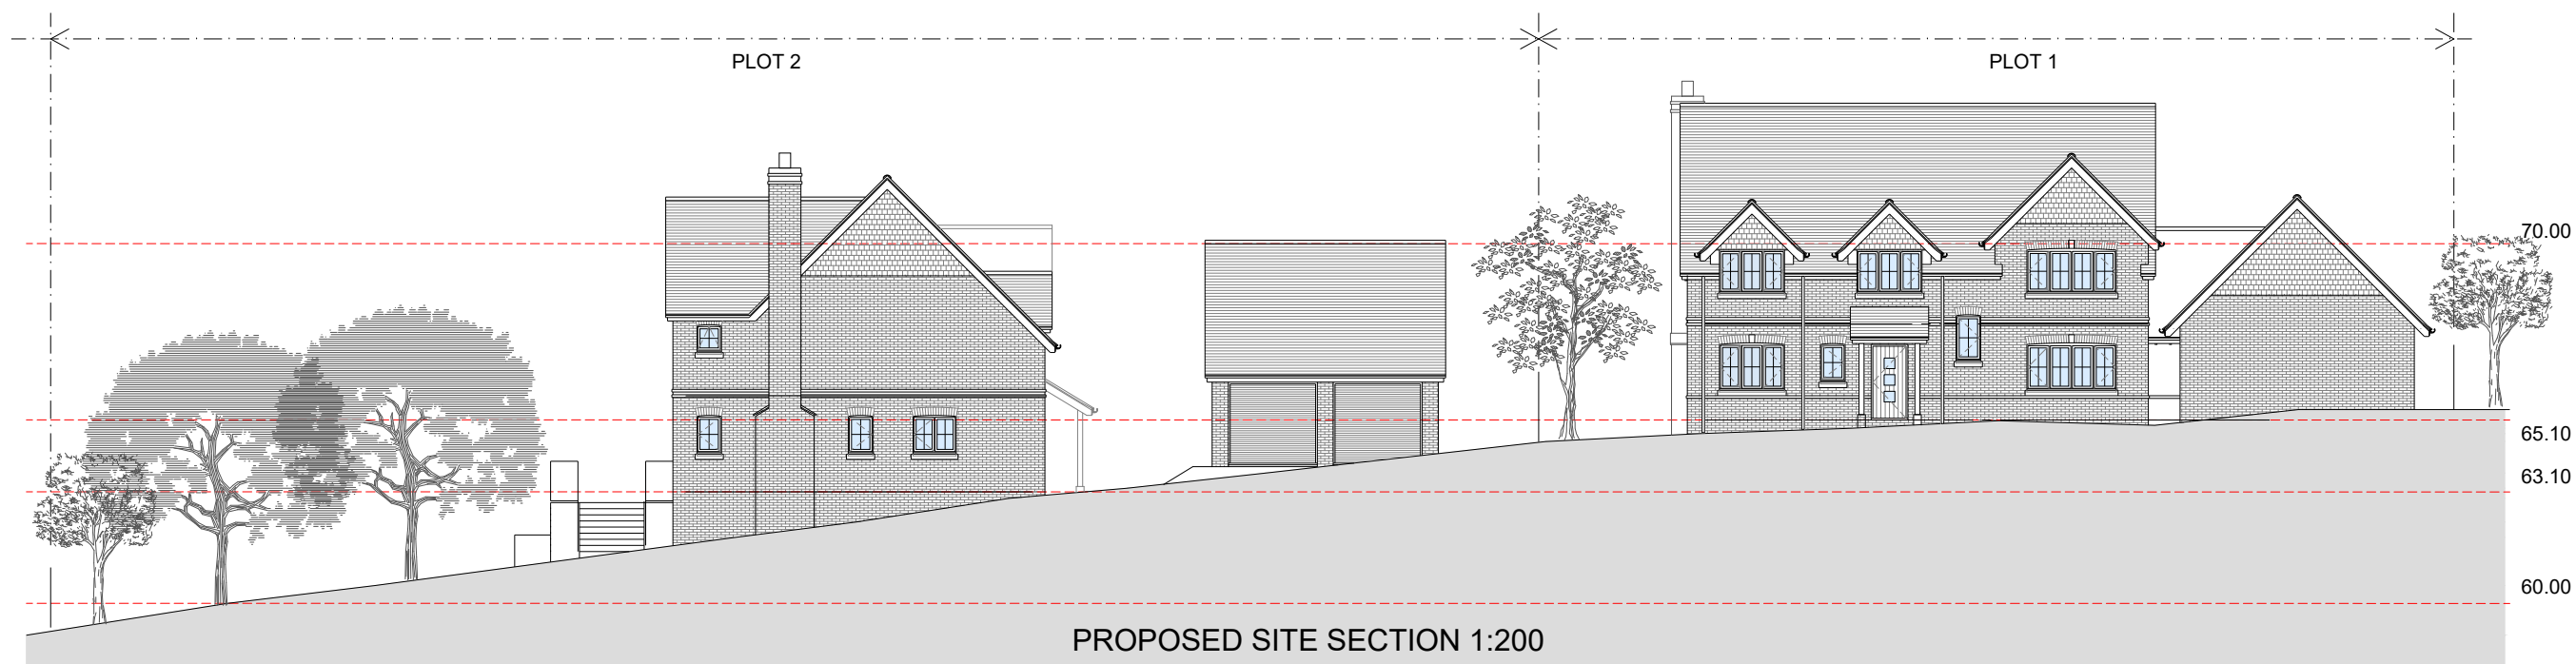 PLOT 2
PLOT 1
70.00
65.10
63.10
60.00
PROPOSED SITE SECTION 1:200